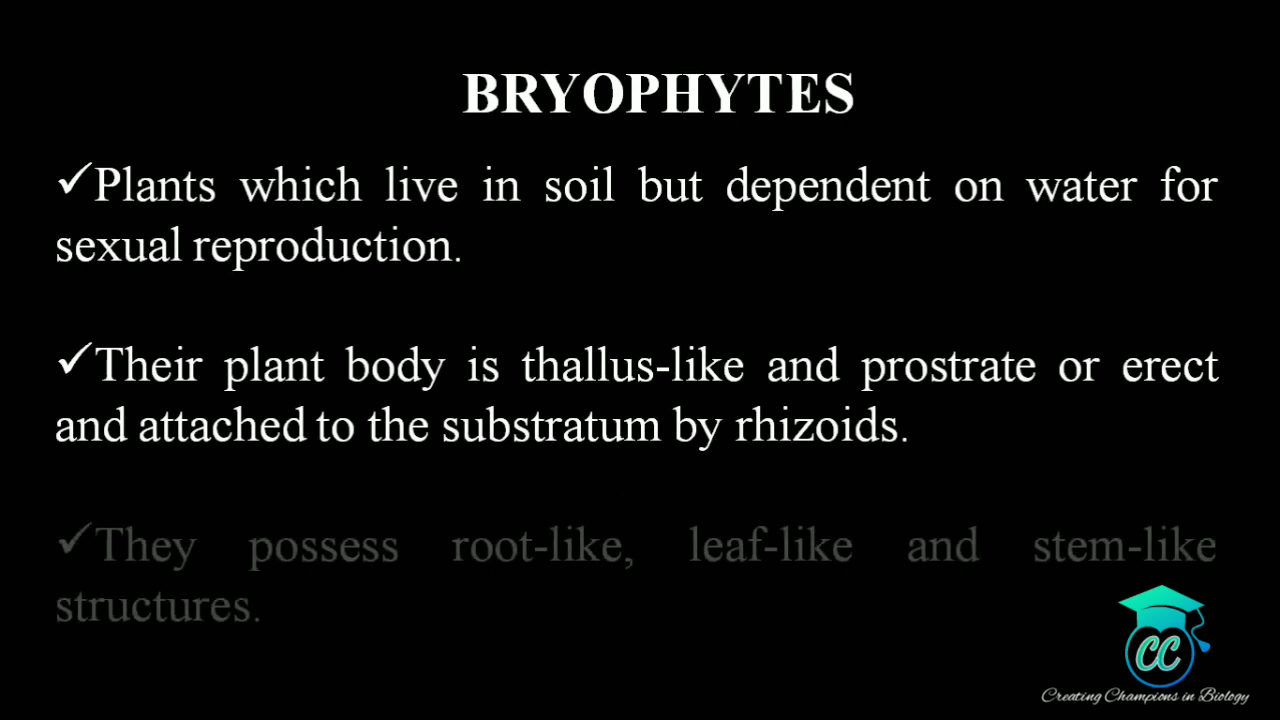 BRYOPHYTES
✓Plants which live in soil but dependent on water for
sexual reproduction.
✓Their plant body is thallus-like and prostrate or erect
and attached to the substratum by rhizoids.
✓They possess root-like, leaf-like and stem-like
structures.
CC
Creating Champions in Biology